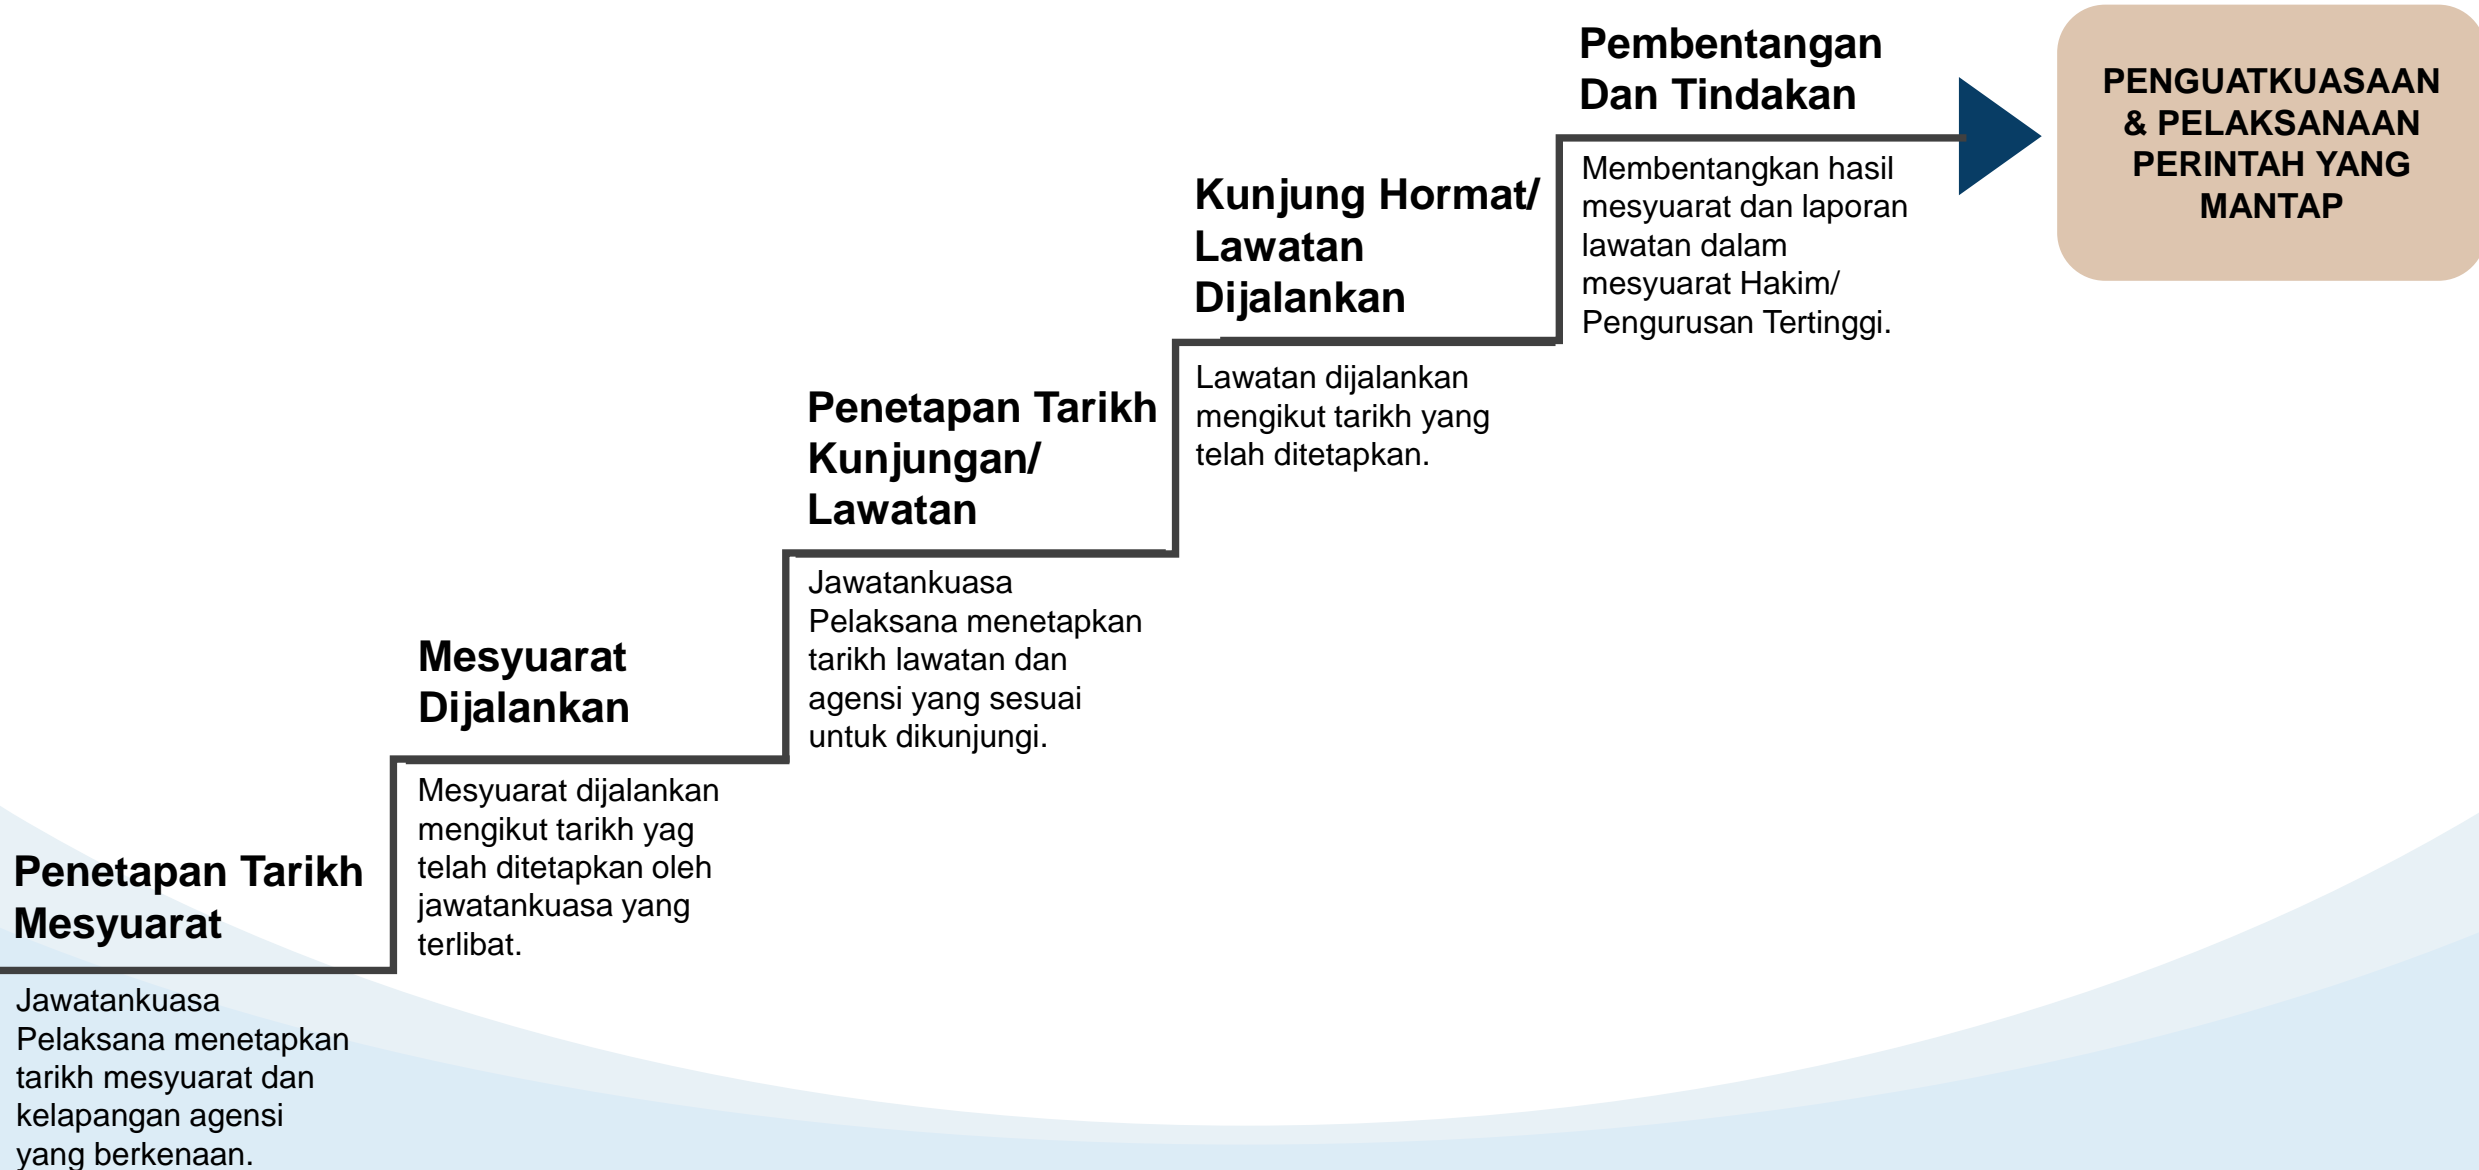 Penetapan Tarikh
Mesyuarat
Jawatankuasa
Pelaksana menetapkan
tarikh mesyuarat dan
kelapangan agensi
yang berkenaan.
Mesyuarat
Dijalankan
Mesyuarat dijalankan
mengikut tarikh yag
telah ditetapkan oleh
jawatankuasa yang
terlibat.
Penetapan Tarikh
Kunjungan/
Lawatan
Jawatankuasa
Pelaksana menetapkan
tarikh lawatan dan
agensi yang sesuai
untuk dikunjungi.
Kunjung Hormat/
Lawatan
Dijalankan
Lawatan dijalankan
mengikut tarikh yang
telah ditetapkan.
Pembentangan
Dan Tindakan
Membentangkan hasil
mesyuarat dan laporan
lawatan dalam
mesyuarat Hakim/
Pengurusan Tertinggi.
PENGUATKUASAAN
& PELAKSANAAN
PERINTAH YANG
MANTAP